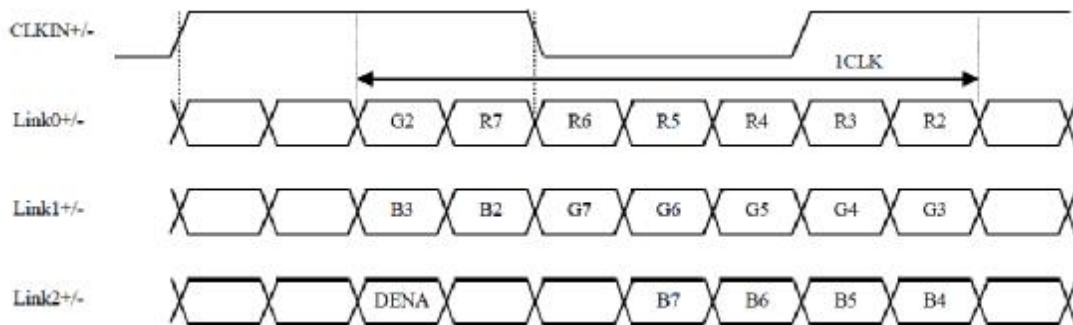 CLKIN+/-
1CLK
Link0+/- G2 R7 R6 R5 R4 R3 R2
Link1+/- B3 B2 G7 G6 G5 G4 G3
Link2+/- DENA B7 B6 B5 B4